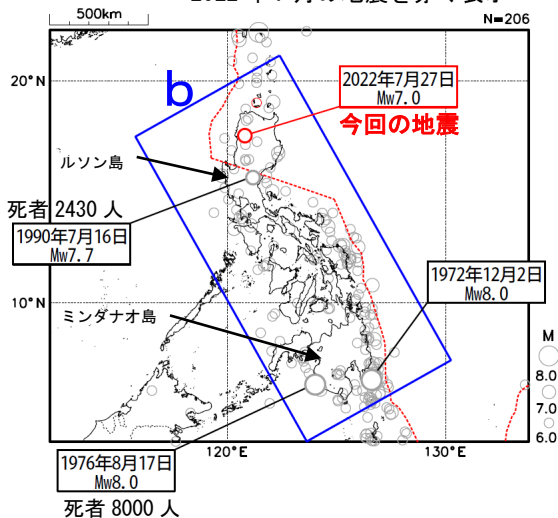 500km
N=206
20°N
b
2022年7月27日
Mw7.0
今回の地震
ルソン島
死者 2430 人
1990年7月16日
Mw7.7
1972年12月2日
Mw8.0
10°N
ミンダナオ島
M
8.0
7.0
6.0
120°E
130°E
1976年8月17日
Mw8.0
死者 8000 人